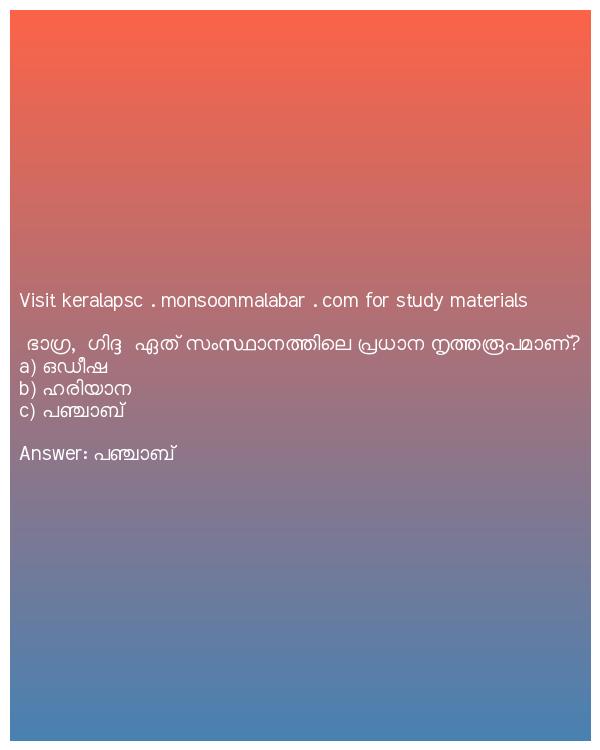 Visit keralapsc . monsoonmalabar . com for study materials
ഭാഗ്ര, ഗിദ്ദ ഏത് സംസ്ഥാനത്തിലെ പ്രധാന നൃത്തരൂപമാണ്?
a) ഒഡീഷ
b) ഹരിയാന
c) പഞ്ചാബ്
Answer: പഞ്ചാബ്